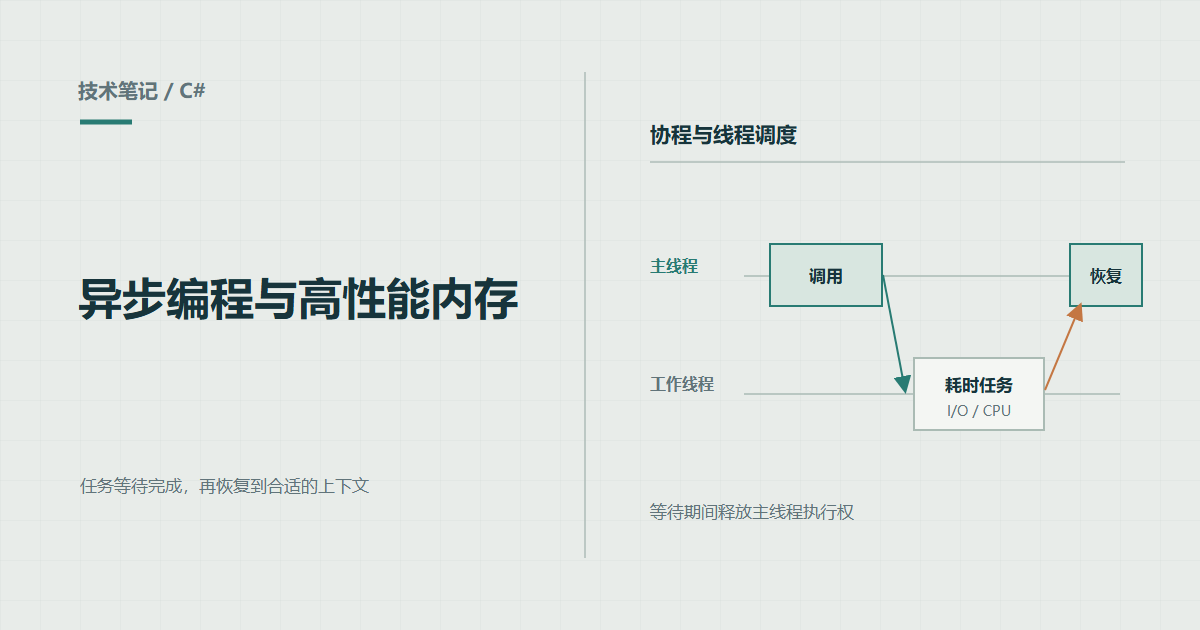 技术笔记 / C#
异步编程与高性能内存
任务等待完成，再恢复到合适的上下文
协程与线程调度
主线程
调用
恢复
工作线程
耗时任务
I/O / CPU
等待期间释放主线程执行权